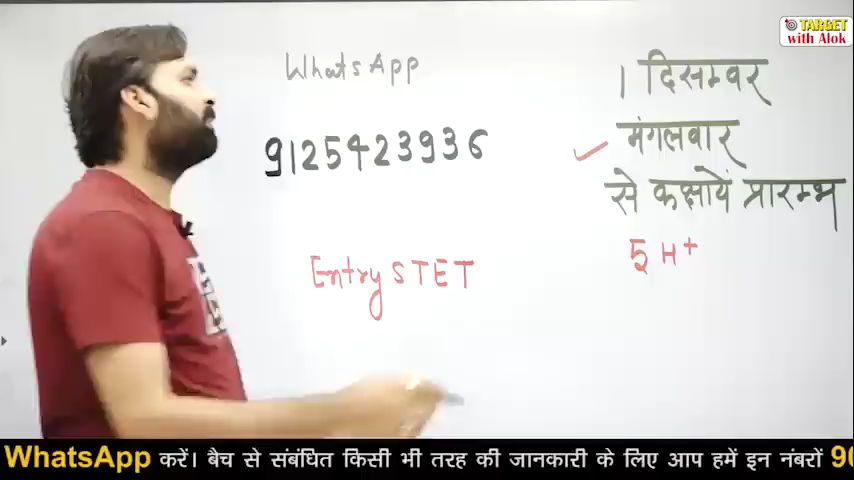 TARGET
with Alok
WhatsApp
9125423936
Entry STET
1 दिसम्बर
मंगलवार
से कक्षायें प्रारम्भ
5 H+
WhatsApp करें। बैच से संबंधित किसी भी तरह की जानकारी के लिए आप हमें इन नंबरों 90